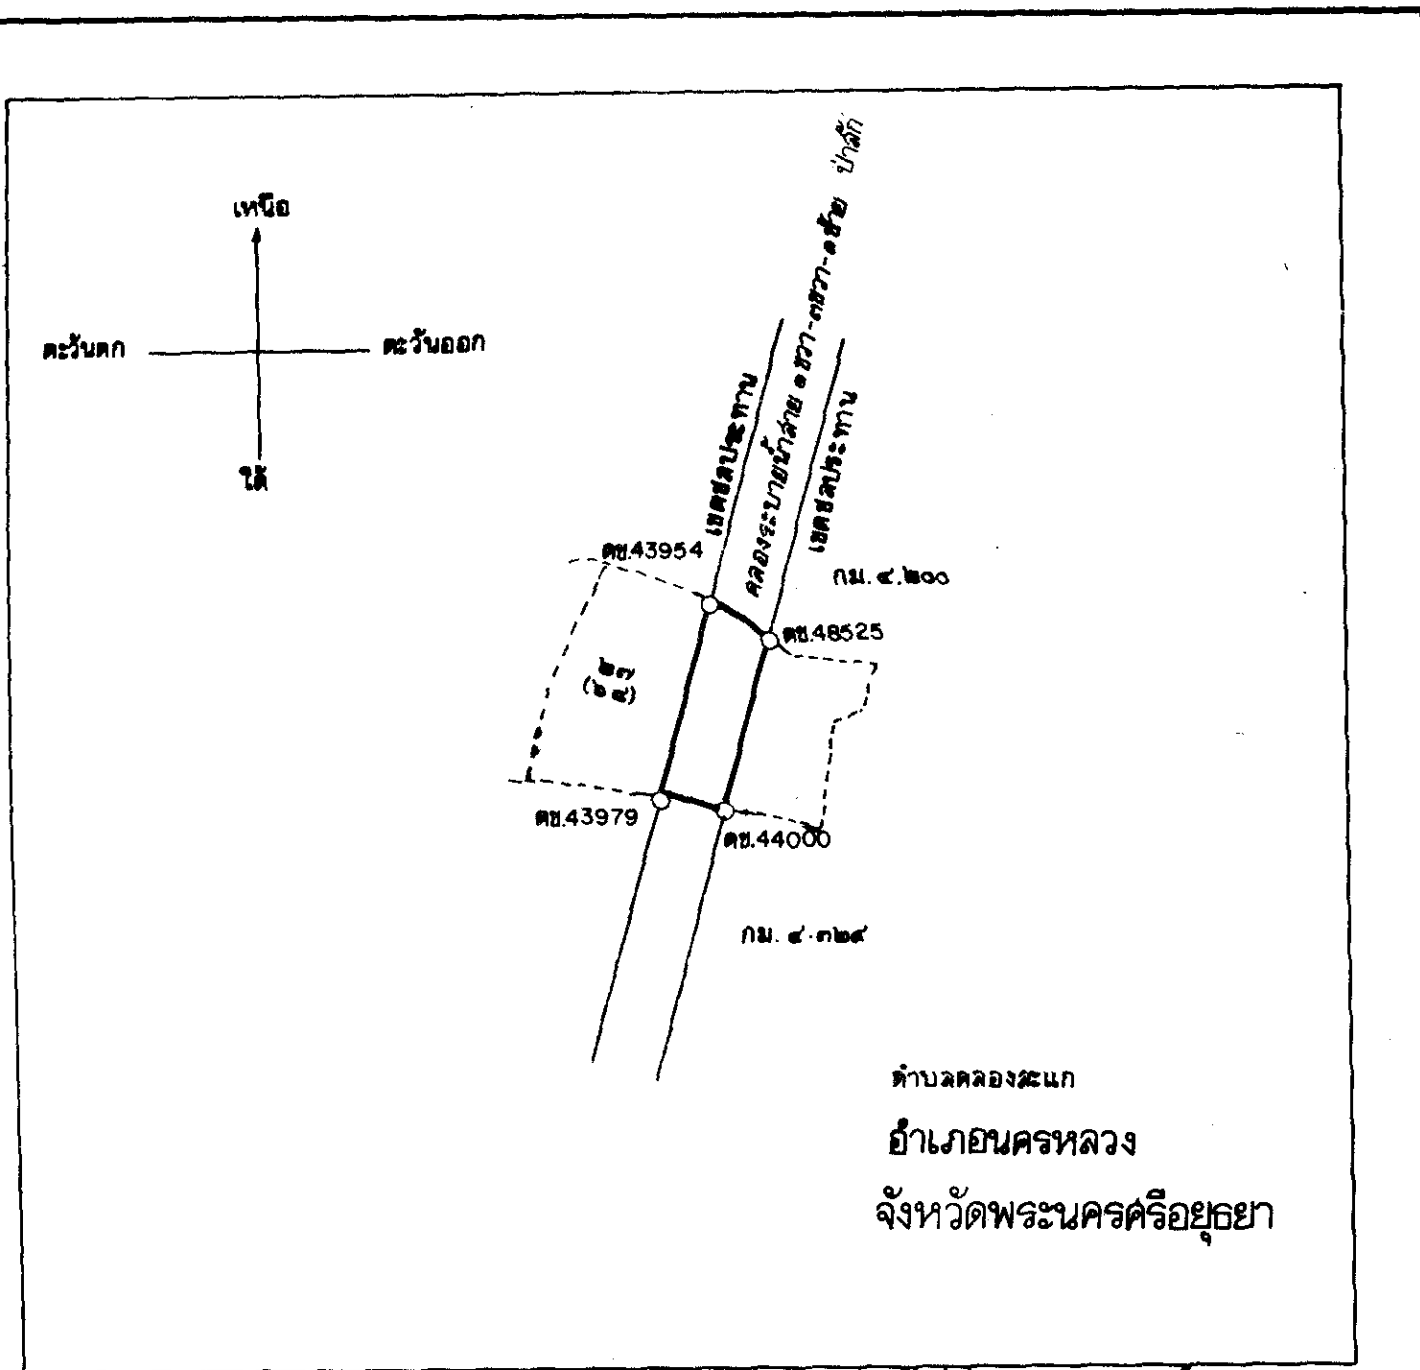 เหนือ
ตะวันตก
ตะวันออก
ใต้
คลองระบายน้ำสาย ๑ ขวา-๓ขวา-๑ซ้าย ป่าสัก
เขตชลประทาน
เขตชลประทาน
ศข.43954
กม. ๔.๒๐๐
ศข.48525
๒๗
(๖๙)
ศข.43979
ศข.44000
กม. ๔.๓๒๙
ตำบลคลองสะแก
อำเภอนครหลวง
จังหวัดพระนครศรีอยุธยา